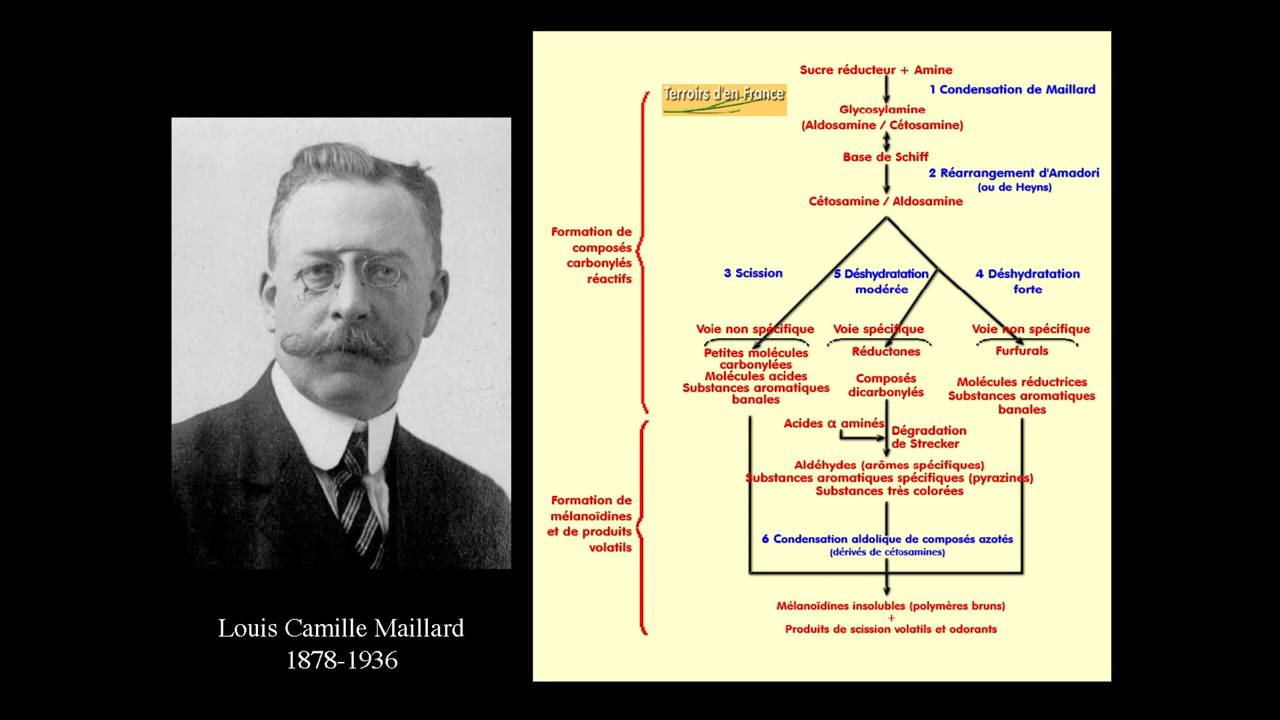 Louis Camille Maillard
1878-1936
Terroirs d'en France
Sucre réducteur + Amine
1 Condensation de Maillard
Glycosylamine
(Aldosamine / Cétosamine)
Base de Schiff
2 Réarrangement d'Amadori
(ou de Heyns)
Cétosamine / Aldosamine
Formation de
composés
carbonylés
réactifs
3 Scission
5 Déshydratation
modérée
4 Déshydratation
forte
Voie non spécifique
Petites molécules
carbonylées
Molécules acides
Substances aromatiques
banales
Voie spécifique
Réductones
Composés
dicarbonylés
Voie non spécifique
Furfurals
Molécules réductrices
Substances aromatiques
banales
Acides α aminés
Dégradation
de Strecker
Aldéhydes (arômes spécifiques)
Substances aromatiques spécifiques (pyrazines)
Substances très colorées
Formation de
mélanoïdines
et de produits
volatils
6 Condensation aldolique de composés azotés
(dérivés de cétosamines)
Mélanoïdines insolubles (polymères bruns)
+
Produits de scission volatils et odorants